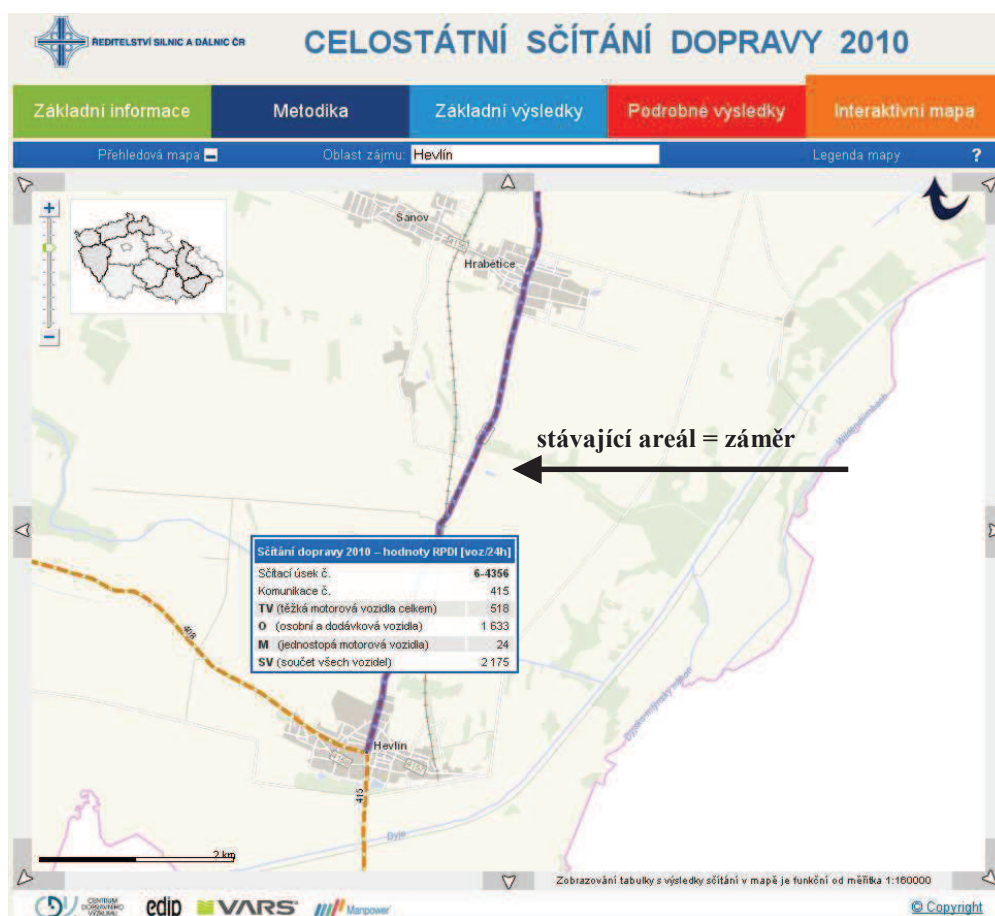 ŘEDITELSTVÍ SILNIC A DÁLNIC ČR
CELOSTÁTNÍ SČÍTÁNÍ DOPRAVY 2010
Základní informace
Metodika
Základní výsledky
Podrobné výsledky
Interaktivní mapa
Přehledová mapa
Oblast zájmu: Hevlín
Legenda mapy ?
Šanov
Hrabětice
stávající areál = záměr
Sčítání dopravy 2010 – hodnoty RPDI [voz/24h]
Sčítací úsek č. 6-4356
Komunikace č. 415
TV (těžká motorová vozidla celkem) 518
O (osobní a dodávková vozidla) 1 633
M (jednostopá motorová vozidla) 24
SV (součet všech vozidel) 2 175
408
Hevlín
415
Dyje
2 km
Zobrazování tabulky s výsledky sčítání v mapě je funkční od měřítka 1:160000
CENTRUM DOPRAVNÍHO VÝZKUMU
edip
VARS
Manpower
© Copyright